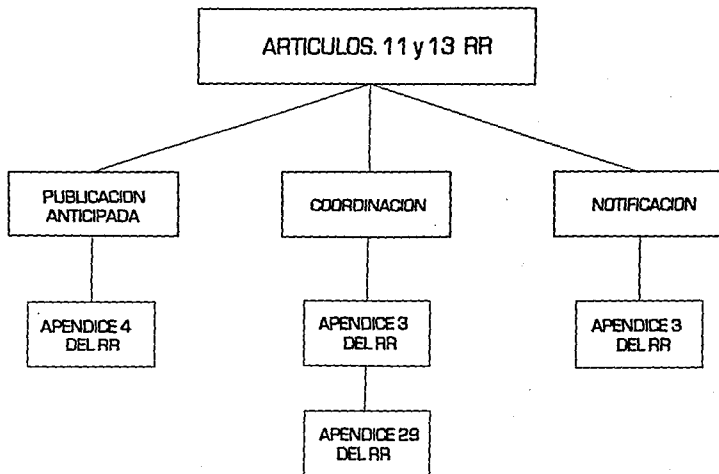 ARTICULOS. 11 y 13 RR
PUBLICACION
ANTICIPADA
COORDINACION
NOTIFICACION
APENDICE 4
DEL RR
APENDICE 3
DEL RR
APENDICE 3
DEL RR
APENDICE 29
DEL RR